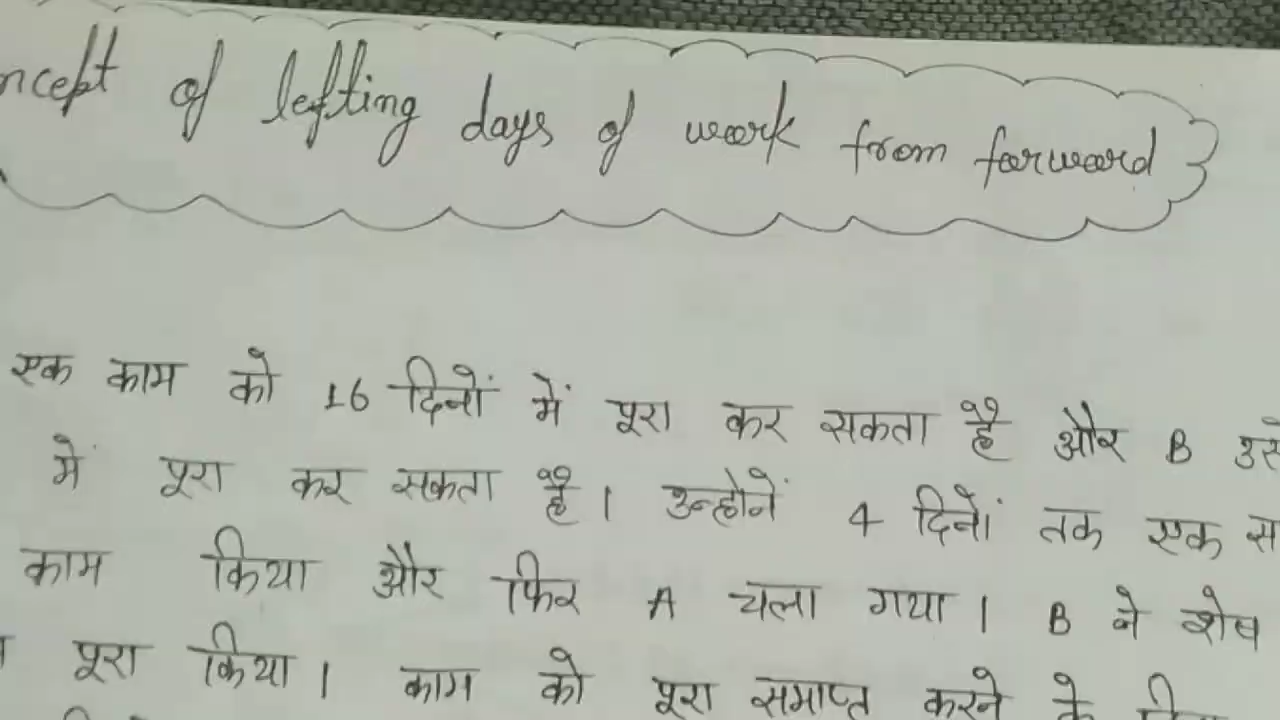 ncept of lefting days of work from forward
एक काम को 16 दिनों में पूरा कर सकता है और B उसे
में पूरा कर सकता है। उन्होनें 4 दिनों तक एक स
काम किया और फिर A चला गया। B ने शेष
पूरा किया। काम को पूरा समाप्त करने के